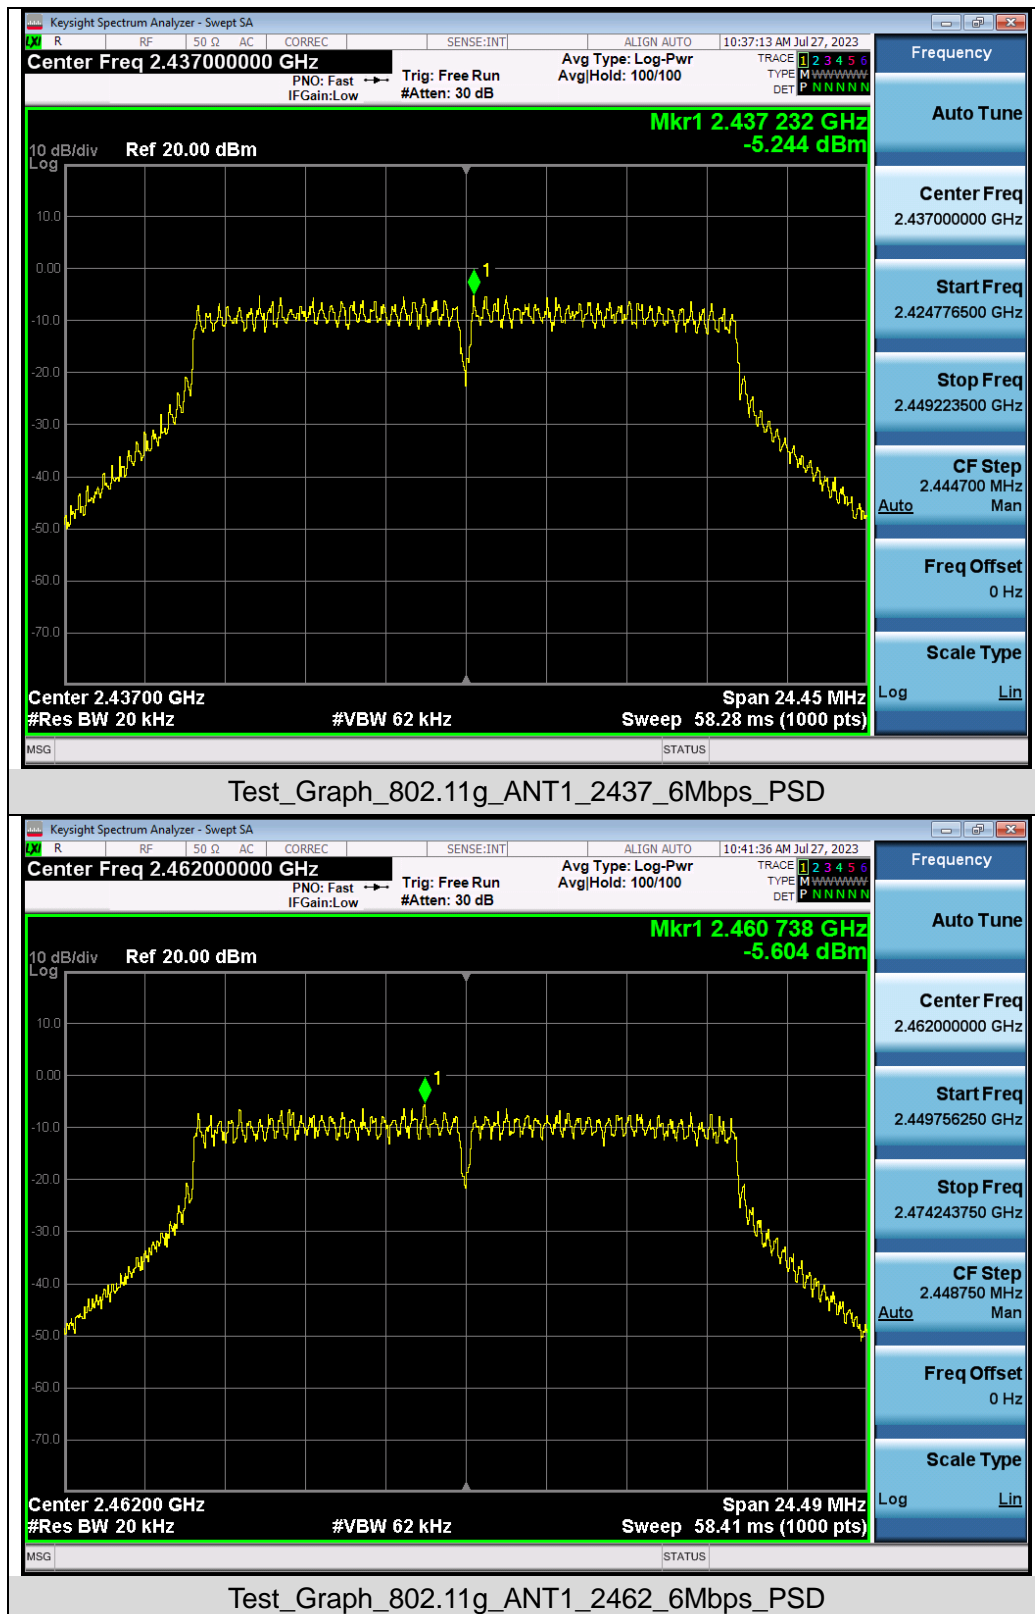 Keysight Spectrum Analyzer - Swept SA
LXI R RF 50 Ω AC CORREC SENSE:INT ALIGN AUTO 10:37:13 AM Jul 27, 2023
Center Freq 2.437000000 GHz
PNO: Fast
IFGain:Low
Trig: Free Run
#Atten: 30 dB
Avg Type: Log-Pwr
Avg|Hold: 100/100
TRACE 1 2 3 4 5 6
TYPE M WWWWW
DET P N N N N N
Mkr1 2.437 232 GHz
-5.244 dBm
10 dB/div Ref 20.00 dBm
Log
10.0
0.00
1
-10.0
-20.0
-30.0
-40.0
-50.0
-60.0
-70.0
Center 2.43700 GHz Span 24.45 MHz
#Res BW 20 kHz #VBW 62 kHz Sweep 58.28 ms (1000 pts)
MSG STATUS
Frequency
Auto Tune
Center Freq
2.437000000 GHz
Start Freq
2.424776500 GHz
Stop Freq
2.449223500 GHz
CF Step
2.444700 MHz
Auto Man
Freq Offset
0 Hz
Scale Type
Log Lin
Test_Graph_802.11g_ANT1_2437_6Mbps_PSD
Keysight Spectrum Analyzer - Swept SA
LXI R RF 50 Ω AC CORREC SENSE:INT ALIGN AUTO 10:41:36 AM Jul 27, 2023
Center Freq 2.462000000 GHz
PNO: Fast
IFGain:Low
Trig: Free Run
#Atten: 30 dB
Avg Type: Log-Pwr
Avg|Hold: 100/100
TRACE 1 2 3 4 5 6
TYPE M WWWWW
DET P N N N N N
Mkr1 2.460 738 GHz
-5.604 dBm
10 dB/div Ref 20.00 dBm
Log
10.0
0.00
1
-10.0
-20.0
-30.0
-40.0
-50.0
-60.0
-70.0
Center 2.46200 GHz Span 24.49 MHz
#Res BW 20 kHz #VBW 62 kHz Sweep 58.41 ms (1000 pts)
MSG STATUS
Frequency
Auto Tune
Center Freq
2.462000000 GHz
Start Freq
2.449756250 GHz
Stop Freq
2.474243750 GHz
CF Step
2.448750 MHz
Auto Man
Freq Offset
0 Hz
Scale Type
Log Lin
Test_Graph_802.11g_ANT1_2462_6Mbps_PSD